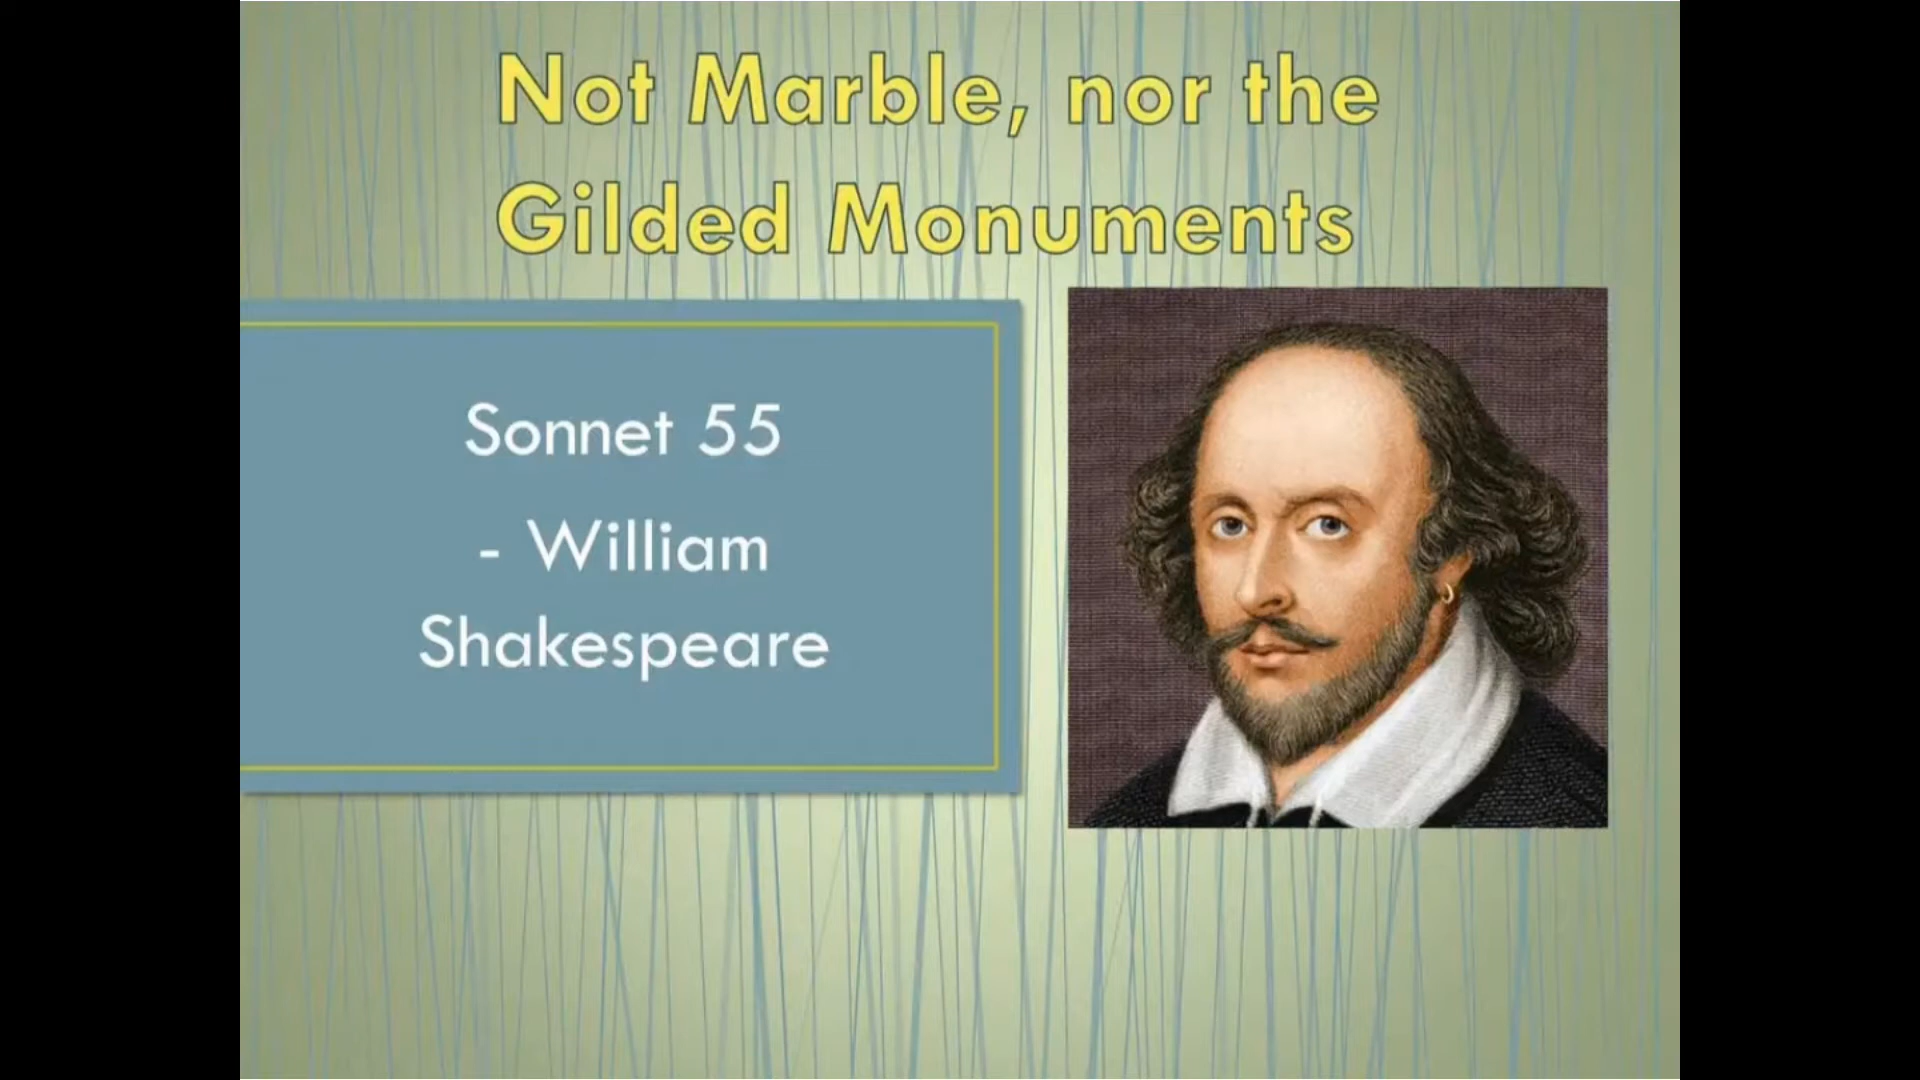 Not Marble, nor the
Gilded Monuments
Sonnet 55
- William
Shakespeare